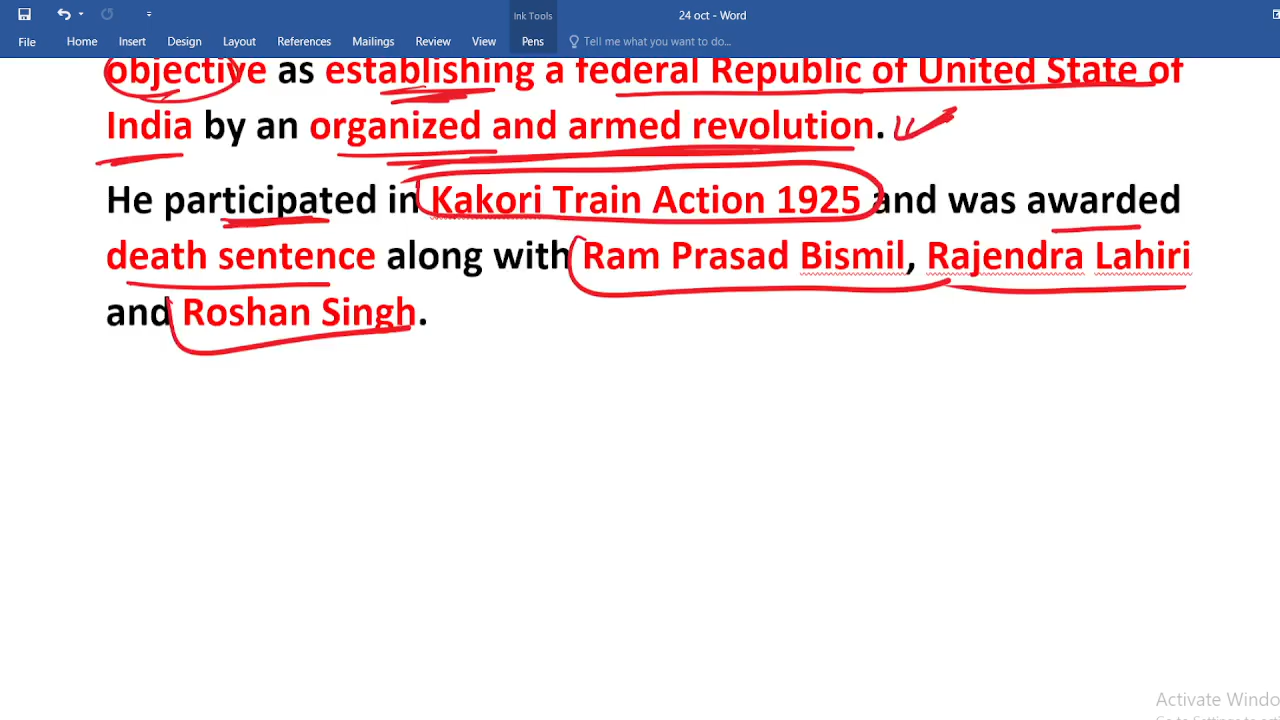 Ink Tools
24 oct - Word
File Home Insert Design Layout References Mailings Review View Pens Tell me what you want to do...
objective as establishing a federal Republic of United State of
India by an organized and armed revolution.
He participated in Kakori Train Action 1925 and was awarded
death sentence along with Ram Prasad Bismil, Rajendra Lahiri
and Roshan Singh.
Activate Windo